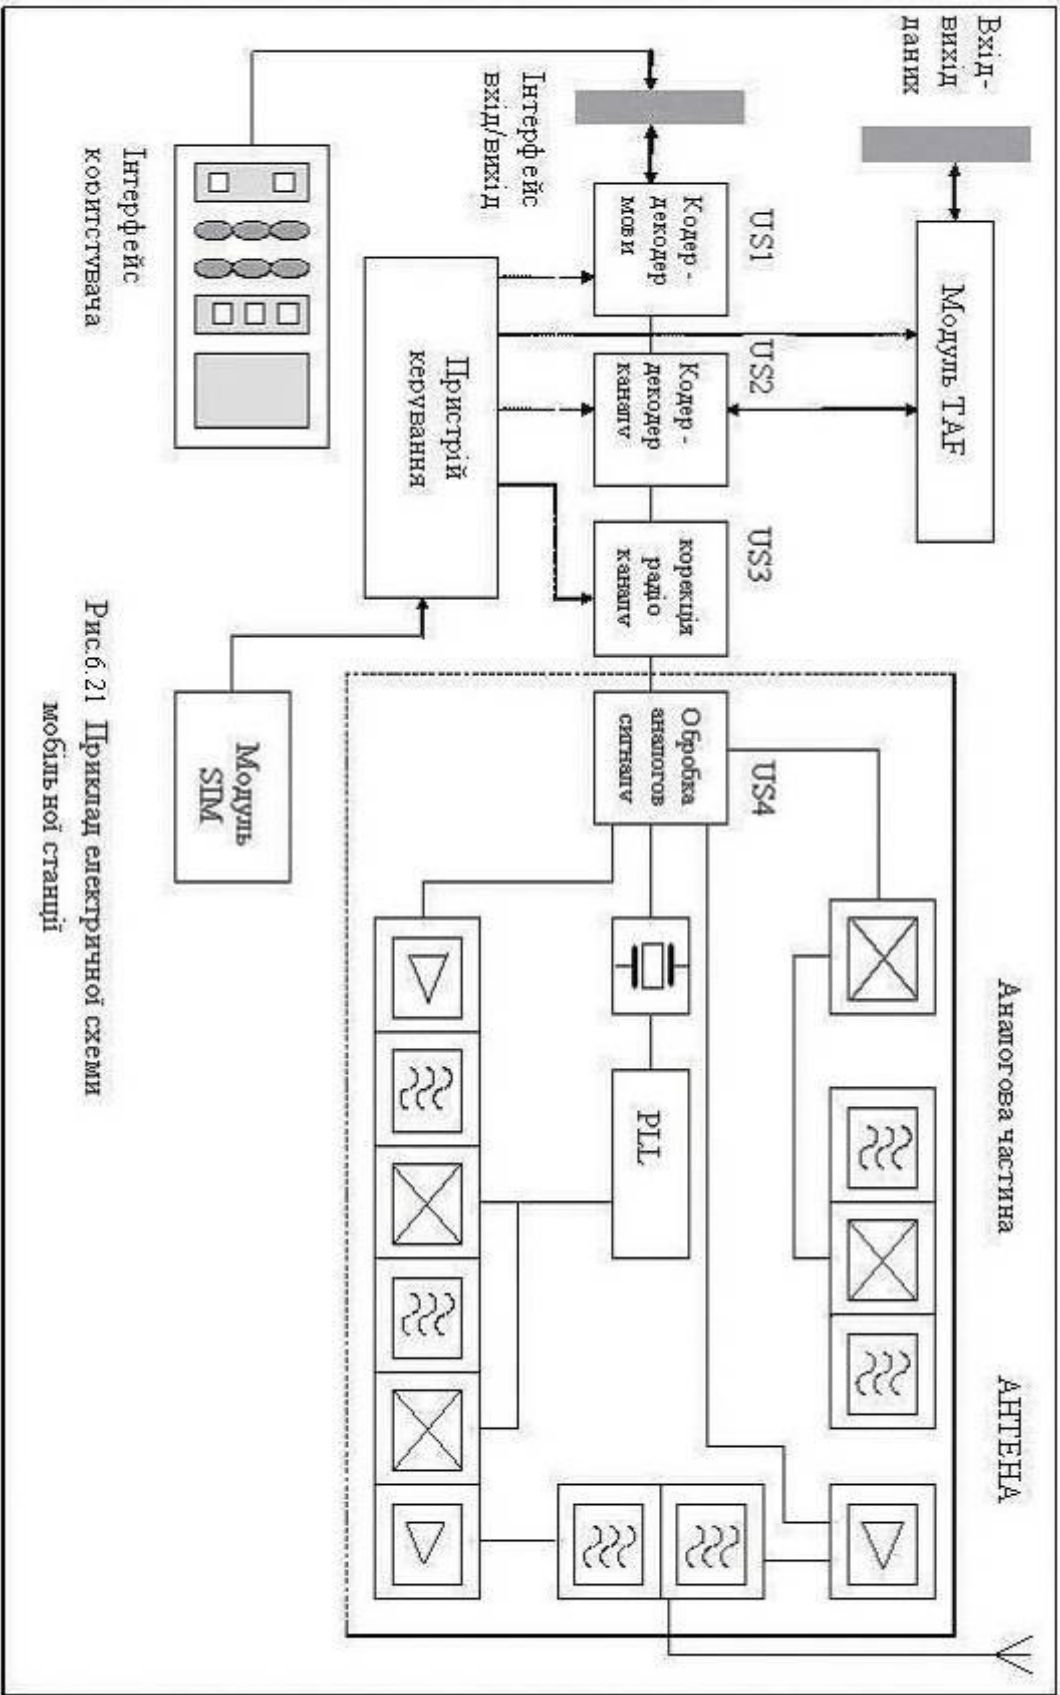 Вхід-
вихід
даних
Модуль TAF
Аналогова частина
АНТЕНА
US1
US2
US3
US4
Інтерфейс
вхід/вихід
Кодер -
декодер
мови
Кодер -
декодер
каналу
корекція
радіо
каналу
Обробка
аналогов
сигналу
PLL
Пристрій
керування
Інтерфейс
коритстувача
Модуль
SIM
Рис.6.21 Приклад електричної схеми
мобільної станції